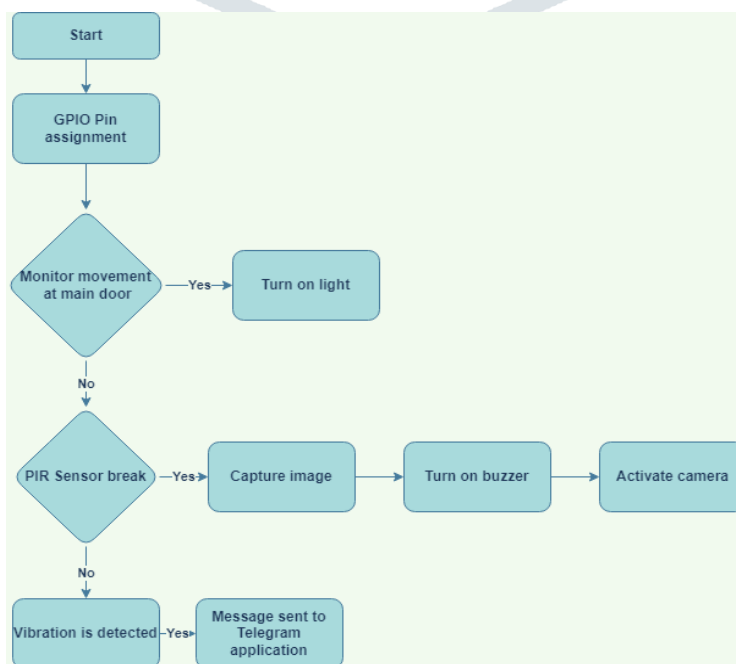 Start
GPIO Pin
assignment
Monitor movement
at main door
Yes
Turn on light
No
PIR Sensor break
Yes
Capture image
Turn on buzzer
Activate camera
No
Vibration is detected
Yes
Message sent to
Telegram
application